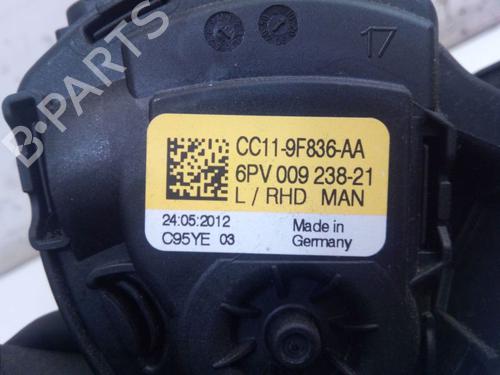 B-PARTS
17
CC11-9F836-AA
6PV 009 238-21
L / RHD MAN
24:05:2012
C95YE 03
Made in
Germany